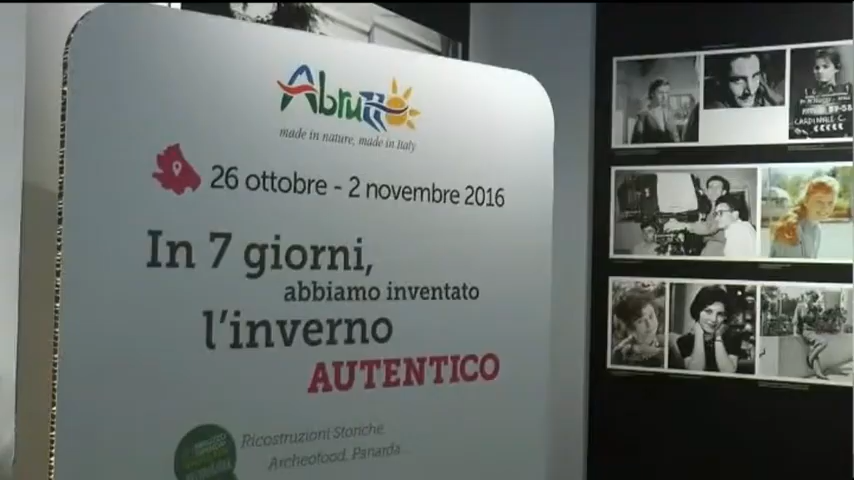 Abruzzo
made in nature, made in Italy
26 ottobre - 2 novembre 2016
In 7 giorni,
abbiamo inventato
l'inverno
AUTENTICO
Ricostruzioni Storiche,
Archeofood, Panarda...
CARDINALE C.